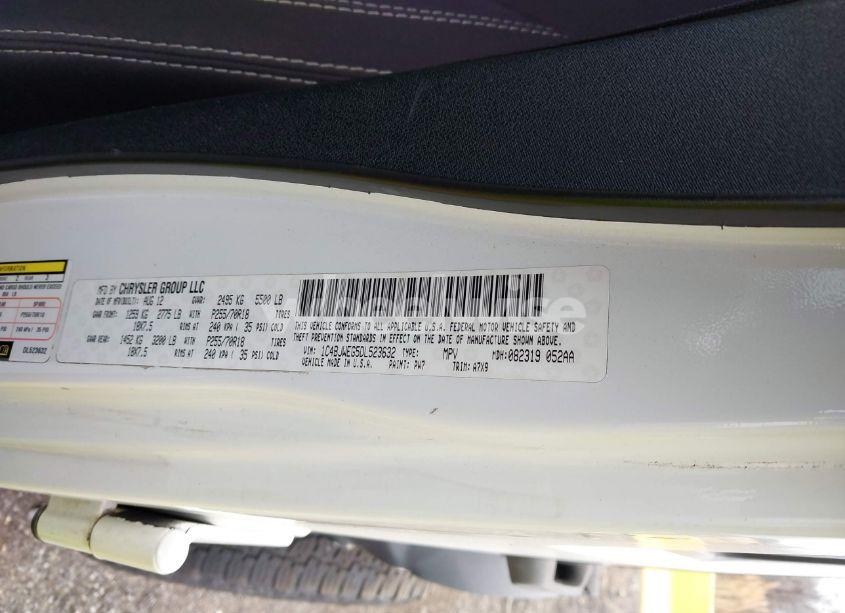 MFD BY CHRYSLER GROUP LLC
DATE OF MFR AUG 12 GVWR: 2495 KG 5500 LB
GAWR FRONT: 1259 KG 2775 LB WITH P255/70R18 TIRES
18X7.5 RIMS AT 240 KPA ( 35 PSI) COLD
GAWR REAR: 1452 KG 3200 LB WITH P255/70R18 TIRES
18X7.5 RIMS AT 240 KPA ( 35 PSI) COLD
THIS VEHICLE CONFORMS TO ALL APPLICABLE U.S.A. FEDERAL MOTOR VEHICLE SAFETY AND
THEFT PREVENTION STANDARDS IN EFFECT ON THE DATE OF MANUFACTURE SHOWN ABOVE.
VIN: 1C4BJWEG5DL523632 TYPE: MPV MDH: 082319 052AA
VEHICLE MADE IN U.S.A. PAINT: PW7 TRIM: A7X9
DL523632